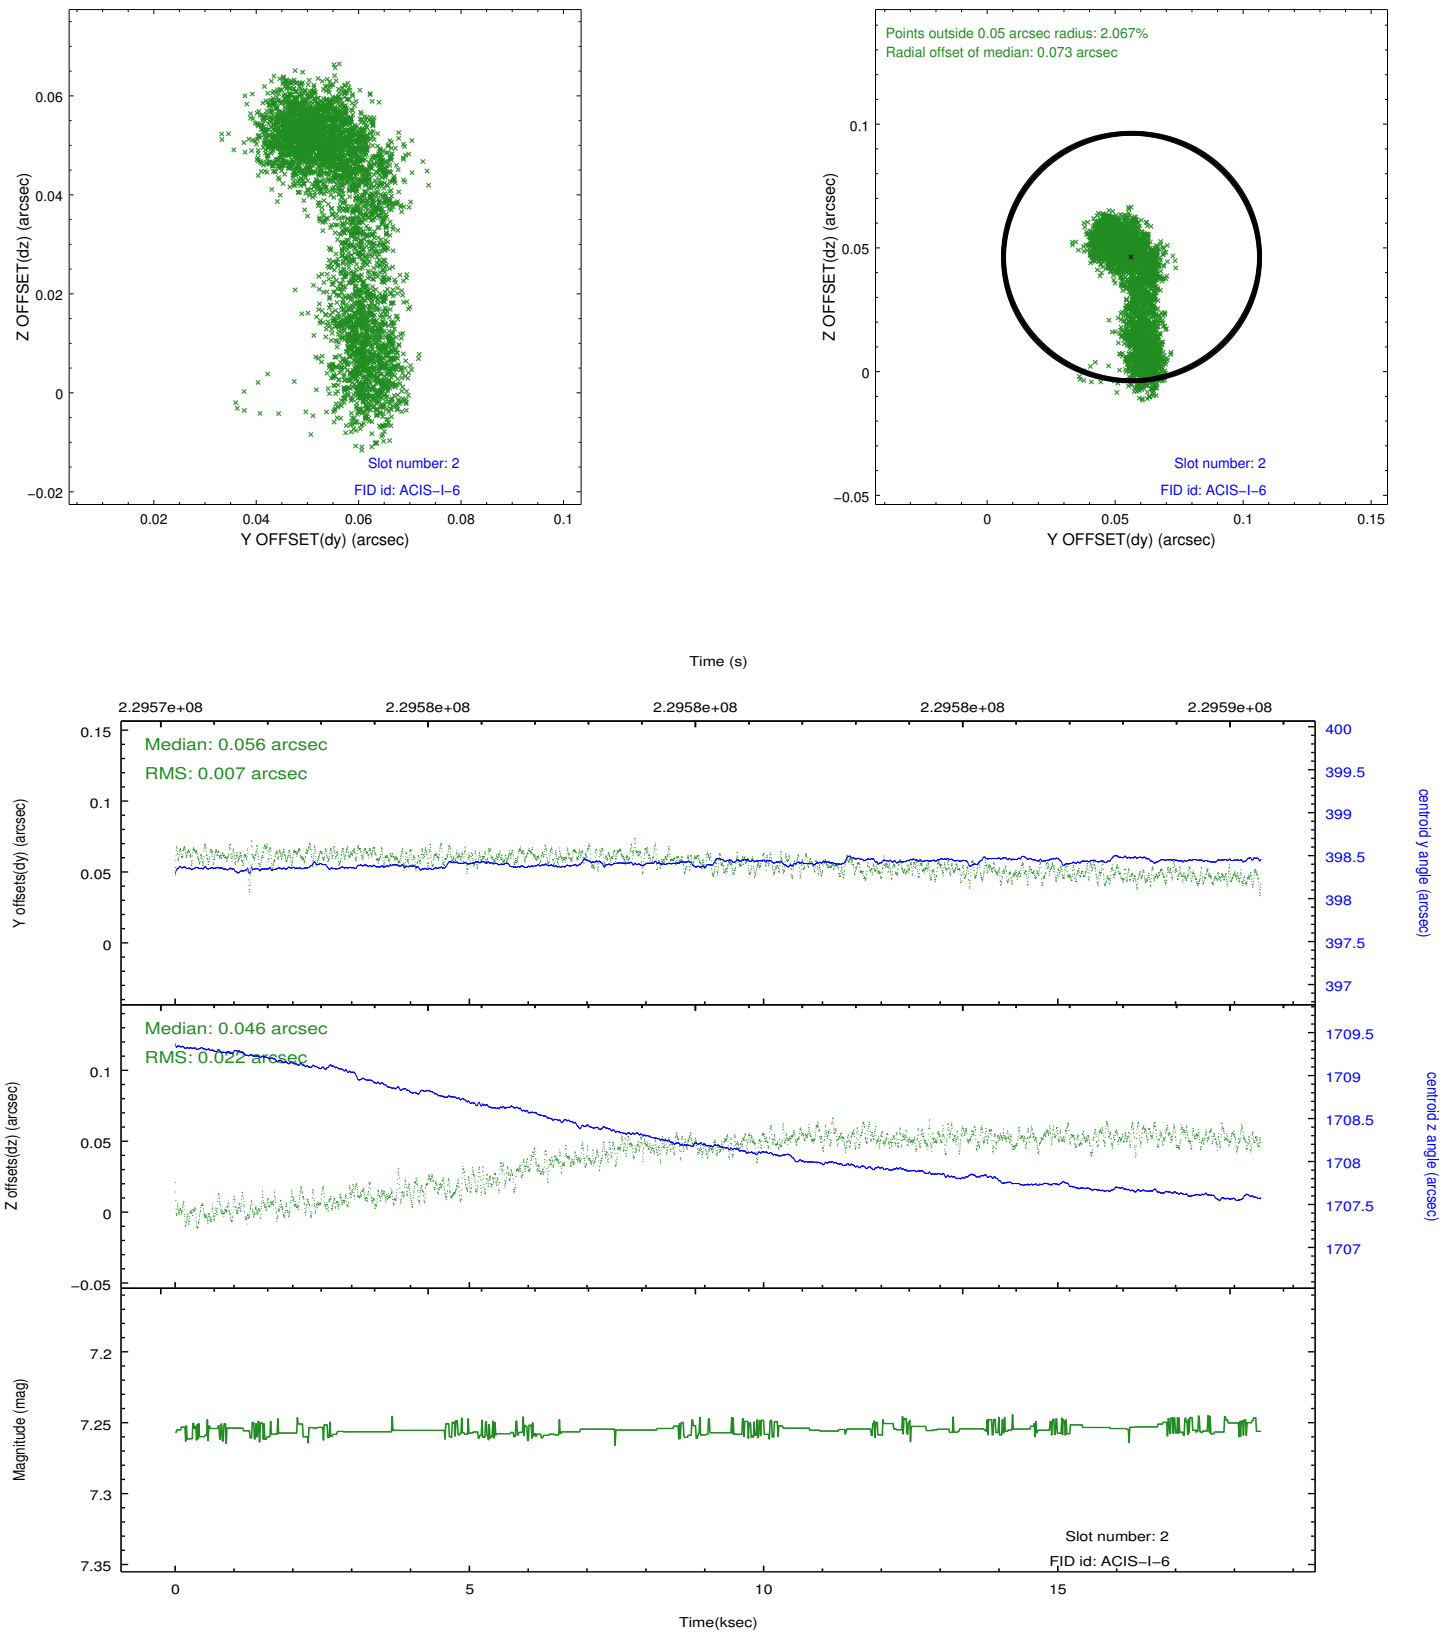 0.06
0.04
0.02
0
−0.02
Z OFFSET(dz) (arcsec)
Slot number: 2
FID id: ACIS−I−6
0.02
0.04
0.06
0.08
0.1
Y OFFSET(dy) (arcsec)
Points outside 0.05 arcsec radius: 2.067%
Radial offset of median: 0.073 arcsec
0.1
0.05
0
−0.05
Z OFFSET(dz) (arcsec)
Slot number: 2
FID id: ACIS−I−6
0
0.05
0.1
0.15
Y OFFSET(dy) (arcsec)
Time (s)
2.2957e+08
2.2958e+08
2.2958e+08
2.2958e+08
2.2959e+08
Median: 0.056 arcsec
RMS: 0.007 arcsec
0.15
0.1
0.05
0
Y offsets(dy) (arcsec)
400
399.5
399
398.5
398
397.5
397
centroid y angle (arcsec)
Median: 0.046 arcsec
RMS: 0.022 arcsec
0.1
0.05
0
−0.05
Z offsets(dz) (arcsec)
1709.5
1709
1708.5
1708
1707.5
1707
centroid z angle (arcsec)
7.2
7.25
7.3
7.35
Magnitude (mag)
Slot number: 2
FID id: ACIS−I−6
0
5
10
15
Time(ksec)